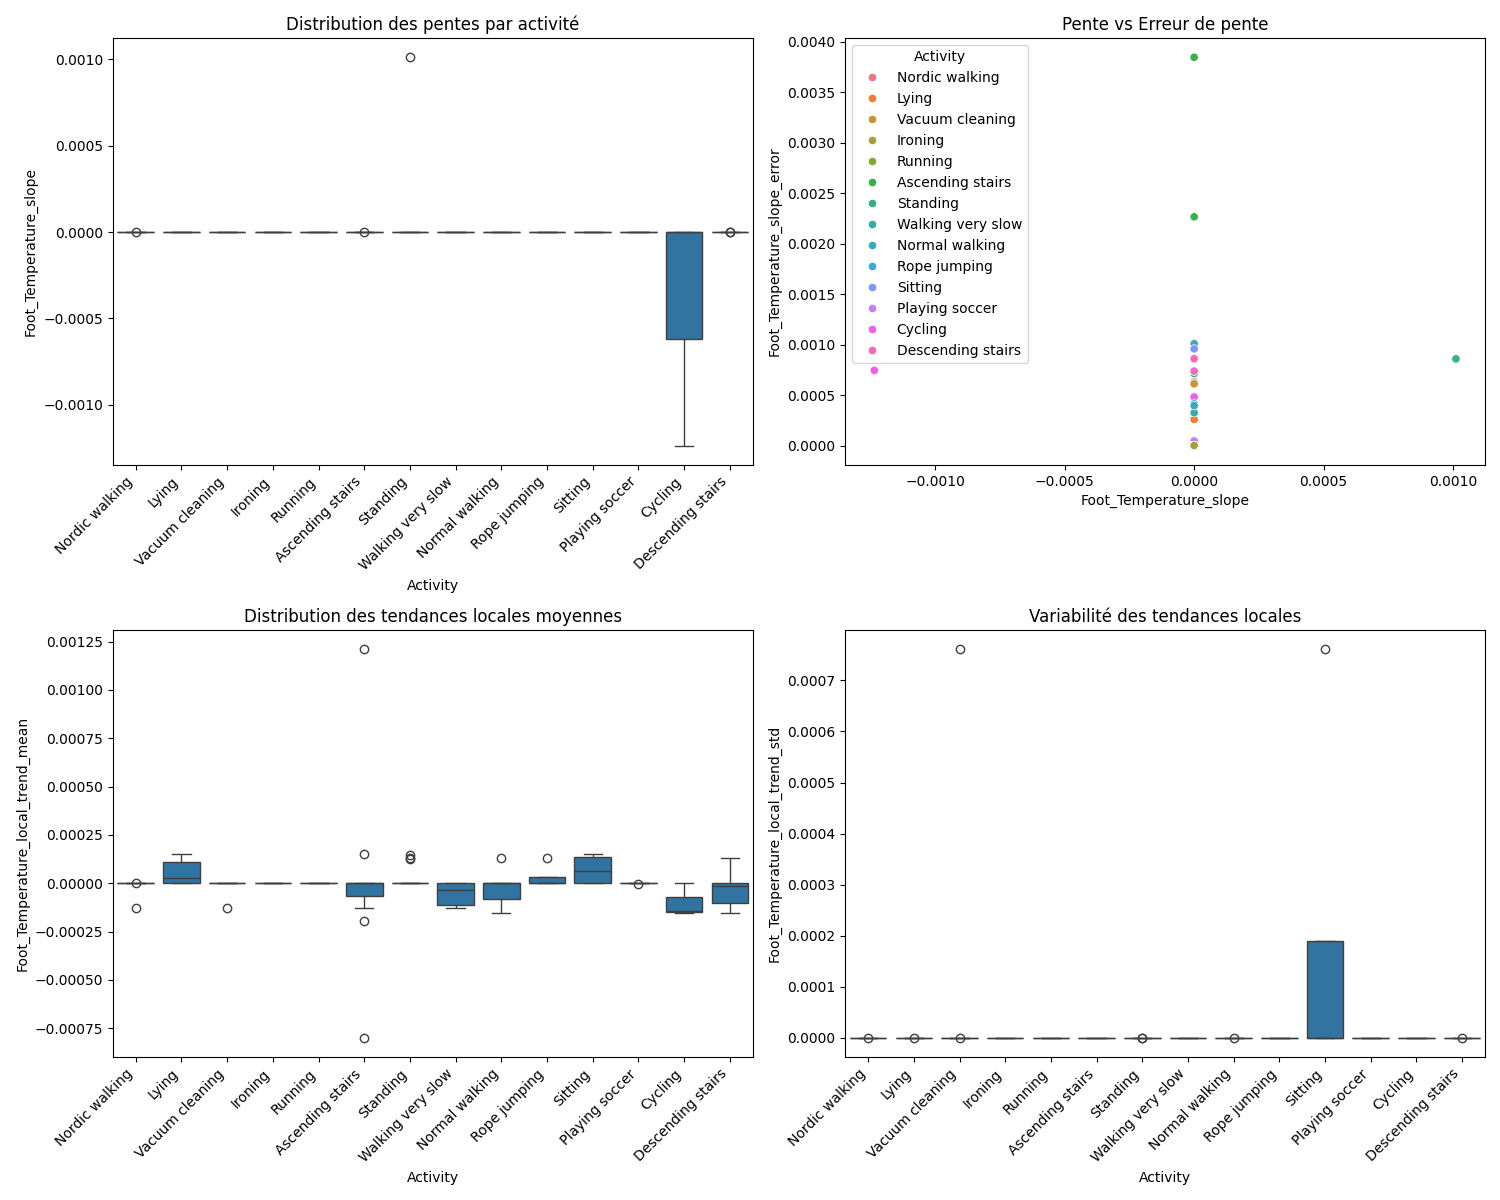 Distribution des pentes par activité
Foot_Temperature_slope
0.0010
0.0005
0.0000
−0.0005
−0.0010
Nordic walking
Lying
Vacuum cleaning
Ironing
Running
Ascending stairs
Standing
Walking very slow
Normal walking
Rope jumping
Sitting
Playing soccer
Cycling
Descending stairs
Activity
Pente vs Erreur de pente
Foot_Temperature_slope_error
0.0040
0.0035
0.0030
0.0025
0.0020
0.0015
0.0010
0.0005
0.0000
Activity
Nordic walking
Lying
Vacuum cleaning
Ironing
Running
Ascending stairs
Standing
Walking very slow
Normal walking
Rope jumping
Sitting
Playing soccer
Cycling
Descending stairs
−0.0010
−0.0005
0.0000
0.0005
0.0010
Foot_Temperature_slope
Distribution des tendances locales moyennes
Foot_Temperature_local_trend_mean
0.00125
0.00100
0.00075
0.00050
0.00025
0.00000
−0.00025
−0.00050
−0.00075
Nordic walking
Lying
Vacuum cleaning
Ironing
Running
Ascending stairs
Standing
Walking very slow
Normal walking
Rope jumping
Sitting
Playing soccer
Cycling
Descending stairs
Activity
Variabilité des tendances locales
Foot_Temperature_local_trend_std
0.0007
0.0006
0.0005
0.0004
0.0003
0.0002
0.0001
0.0000
Nordic walking
Lying
Vacuum cleaning
Ironing
Running
Ascending stairs
Standing
Walking very slow
Normal walking
Rope jumping
Sitting
Playing soccer
Cycling
Descending stairs
Activity